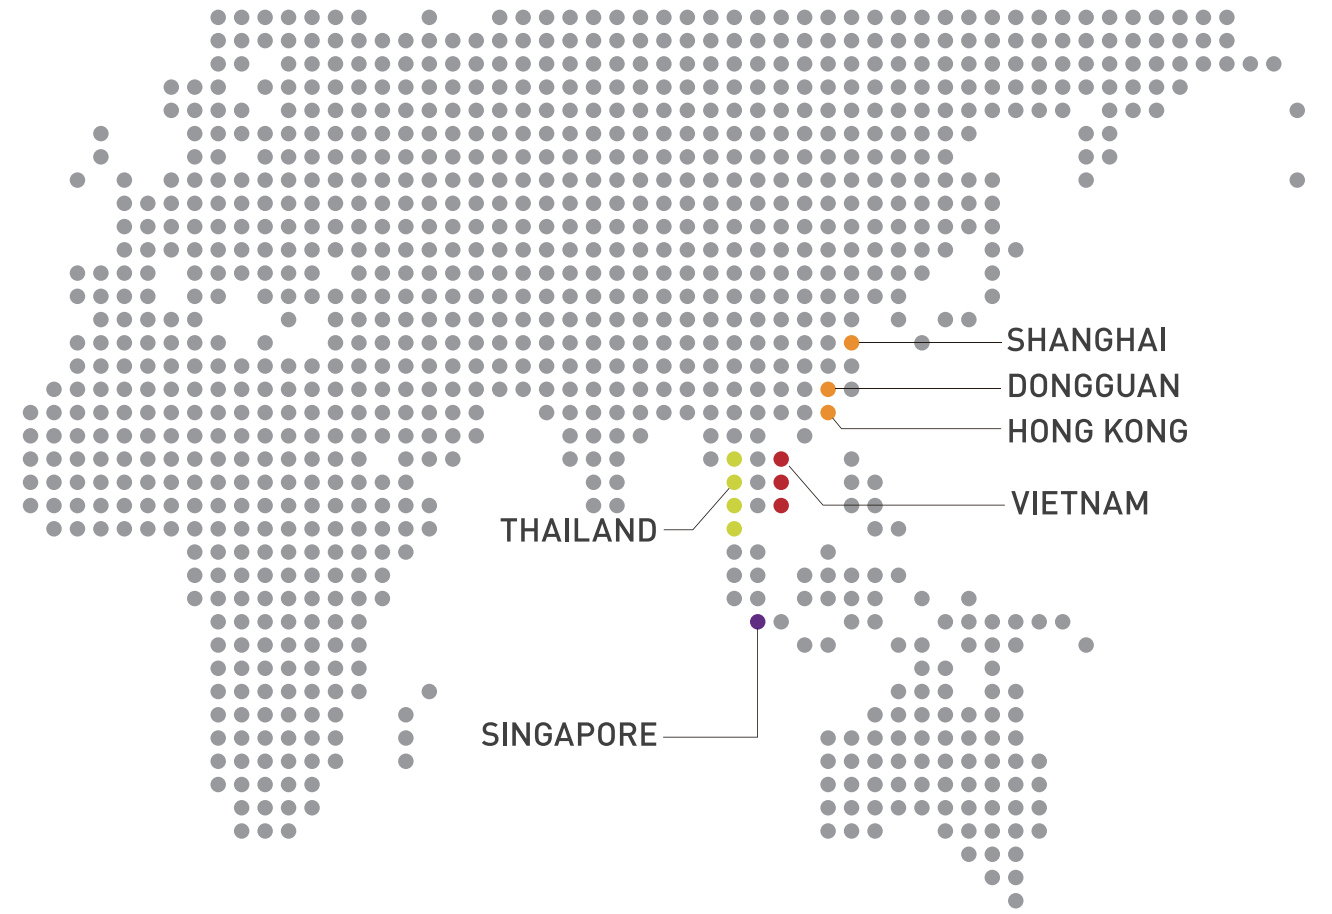 SHANGHAI
DONGGUAN
HONG KONG
VIETNAM
THAILAND
SINGAPORE